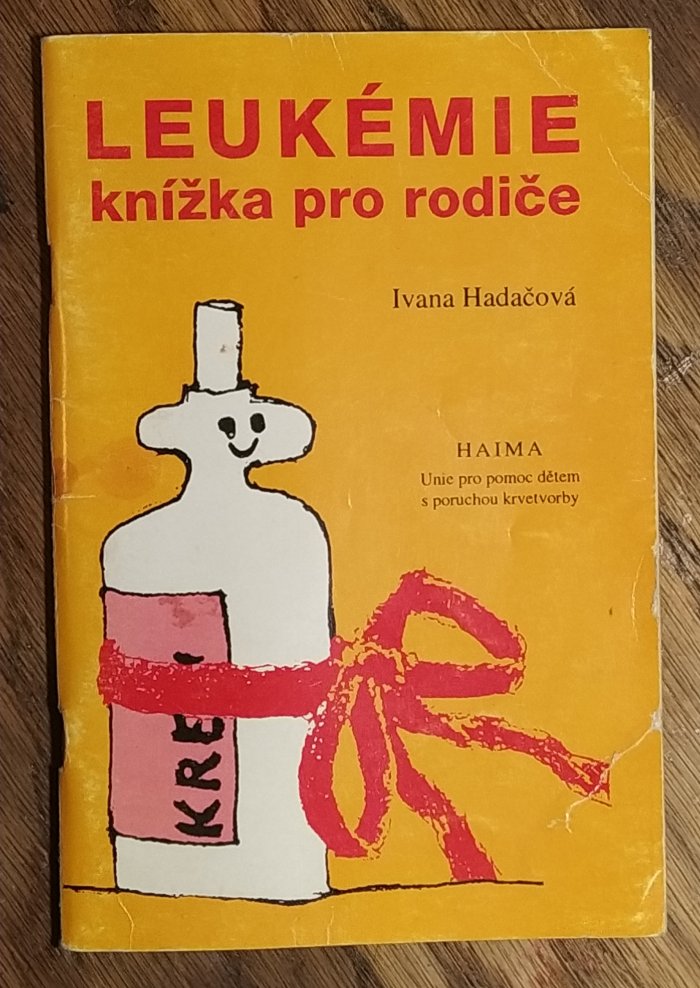 LEUKÉMIE
knížka pro rodiče
Ivana Hadačová
HAIMA
Unie pro pomoc dětem
s poruchou krvetvorby